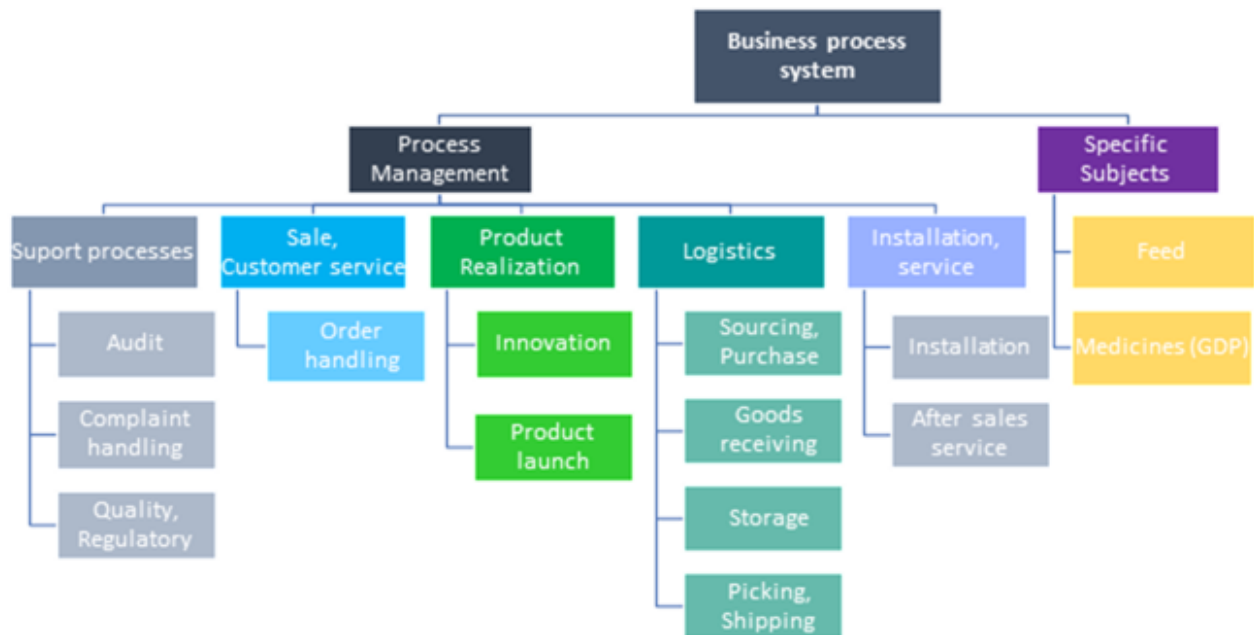 Business process
system
Process
Management
Specific
Subjects
Suport processes
Sale,
Customer service
Product
Realization
Logistics
Installation,
service
Feed
Audit
Order
handling
Innovation
Sourcing,
Purchase
Installation
Medicines (GDP)
Complaint
handling
Product
launch
Goods
receiving
After sales
service
Quality,
Regulatory
Storage
Picking,
Shipping